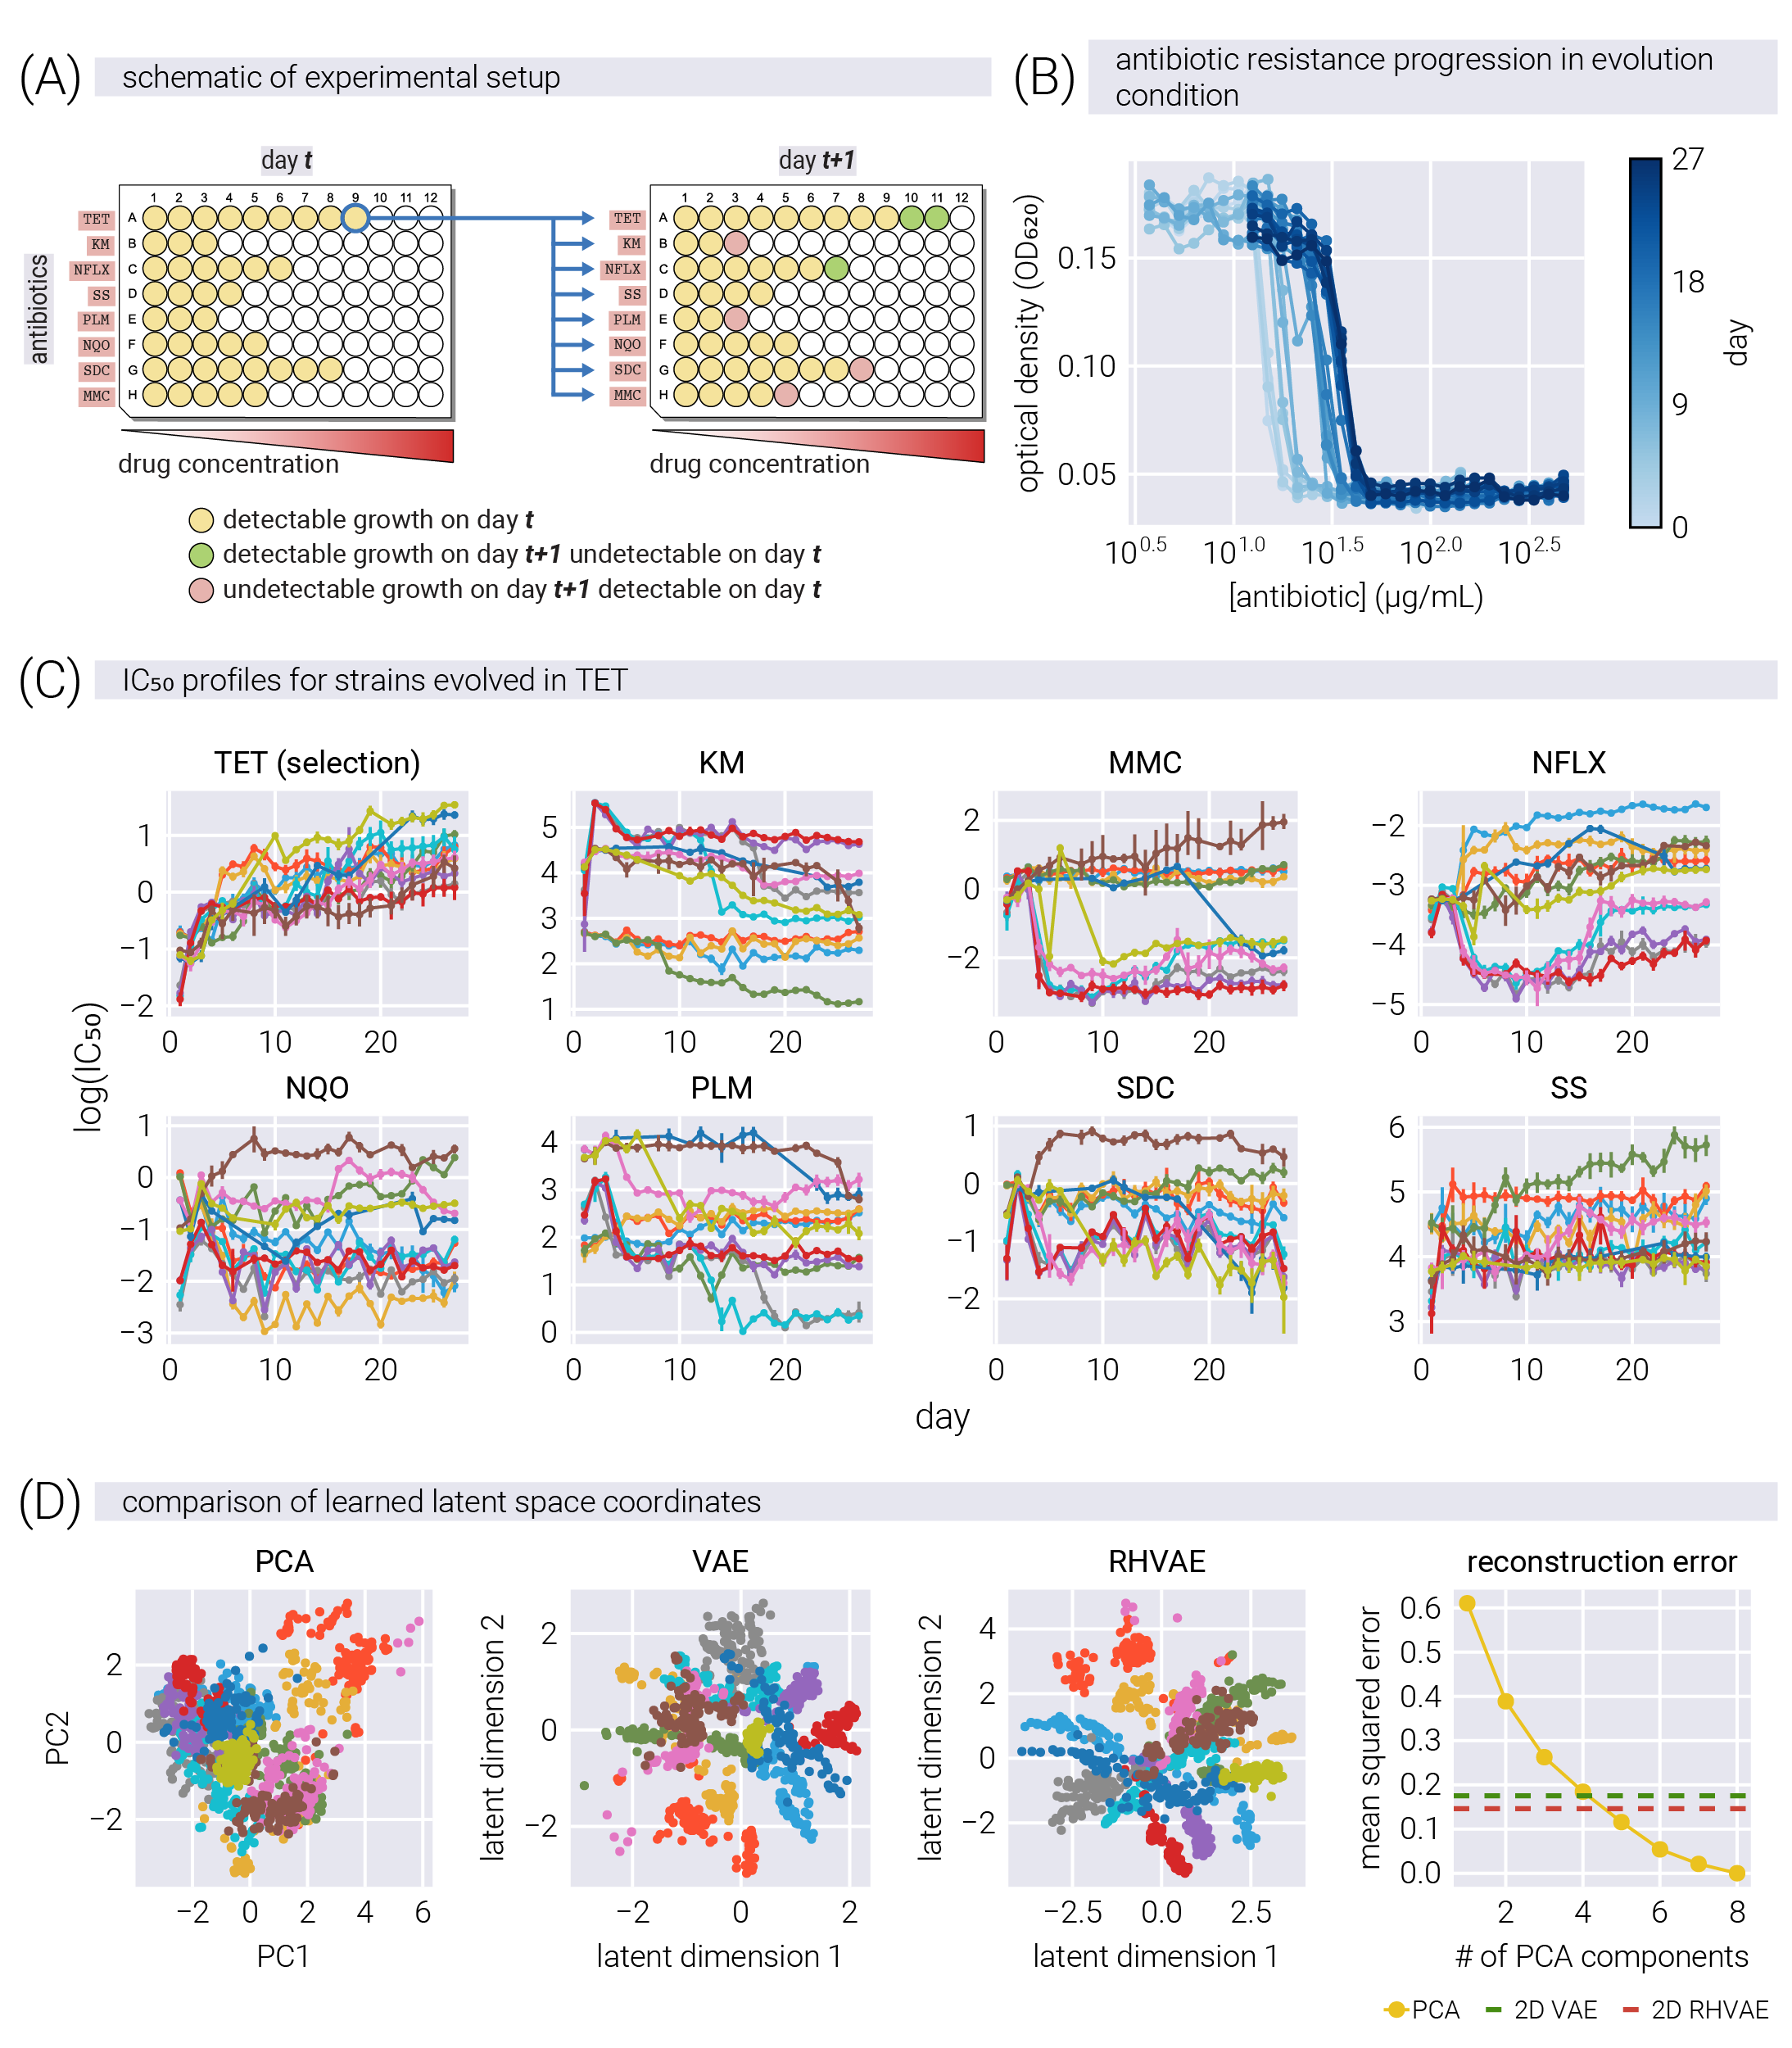 (A) schematic of experimental setup
day t
day t+1
antibiotics
1 2 3 4 5 6 7 8 9 10 11 12
TET A
KM B
NFLX C
SS D
PLM E
NQO F
SDC G
MMC H
drug concentration
1 2 3 4 5 6 7 8 9 10 11 12
TET A
KM B
NFLX C
SS D
PLM E
NQO F
SDC G
MMC H
drug concentration
detectable growth on day t
detectable growth on day t+1 undetectable on day t
undetectable growth on day t+1 detectable on day t
(B) antibiotic resistance progression in evolution
condition
optical density (OD₆₂₀)
0.15
0.10
0.05
10^0.5 10^1.0 10^1.5 10^2.0 10^2.5
[antibiotic] (µg/mL)
27
18
9
0
day
(C) IC₅₀ profiles for strains evolved in TET
log(IC₅₀)
TET (selection)
1
0
−1
−2
0 10 20
KM
5
4
3
2
1
0 10 20
MMC
2
0
−2
0 10 20
NFLX
−2
−3
−4
−5
0 10 20
NQO
1
0
−1
−2
−3
0 10 20
PLM
4
3
2
1
0
0 10 20
SDC
1
0
−1
−2
0 10 20
SS
6
5
4
3
0 10 20
day
(D) comparison of learned latent space coordinates
PCA
PC2
2
0
−2
−2 0 2 4 6
PC1
VAE
latent dimension 2
2
0
−2
−2 0 2
latent dimension 1
RHVAE
latent dimension 2
4
2
0
−2
−2.5 0.0 2.5
latent dimension 1
reconstruction error
mean squared error
0.6
0.5
0.4
0.3
0.2
0.1
0.0
2 4 6 8
# of PCA components
PCA 2D VAE 2D RHVAE